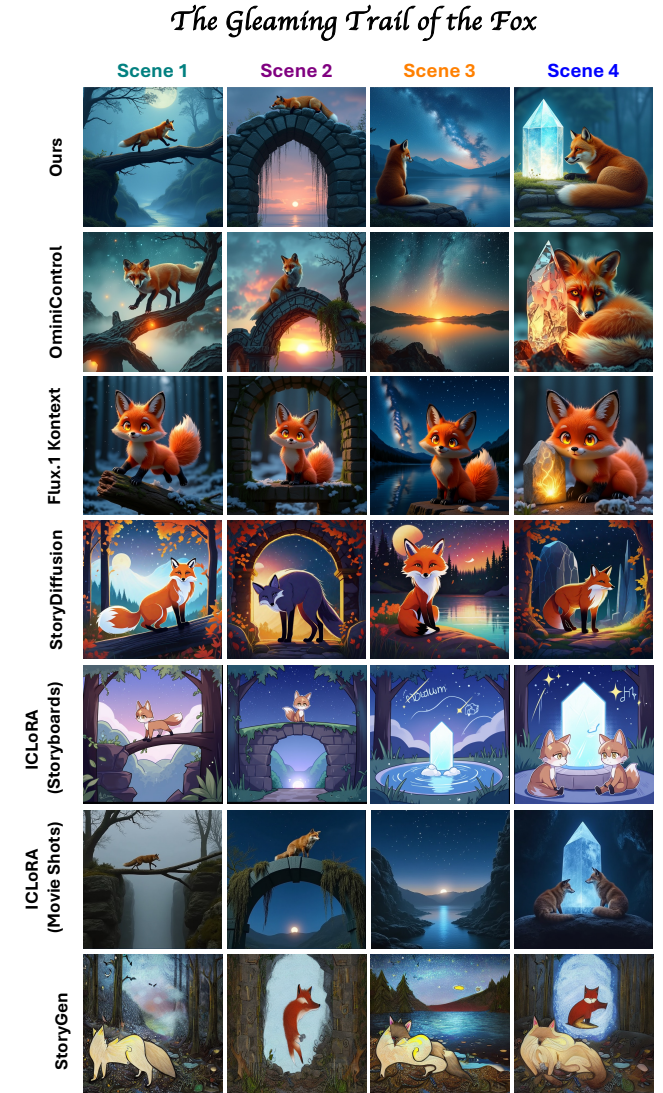 The Gleaming Trail of the Fox
Scene 1 Scene 2 Scene 3 Scene 4
Ours
OminiControl
Flux.1 Kontext
StoryDiffusion
ICLoRA
(Storyboards)
ICLoRA
(Movie Shots)
StoryGen